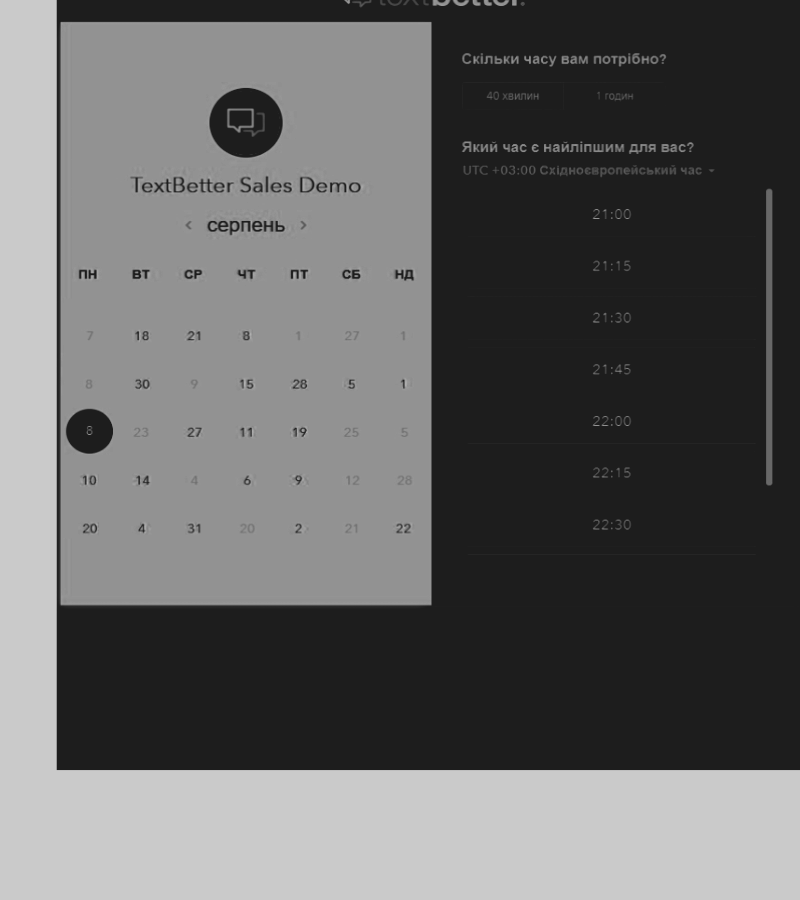 textbetter.
TextBetter Sales Demo
< серпень >
ПН ВТ СР ЧТ ПТ СБ НД
7 18 21 8 1 27 1
8 30 9 15 28 5 1
8 23 27 11 19 25 5
10 14 4 6 9 12 28
20 4 31 20 2 21 22
Скільки часу вам потрібно?
40 хвилин 1 годин
Який час є найліпшим для вас?
UTC +03:00 Східноєвропейський час
21:00
21:15
21:30
21:45
22:00
22:15
22:30